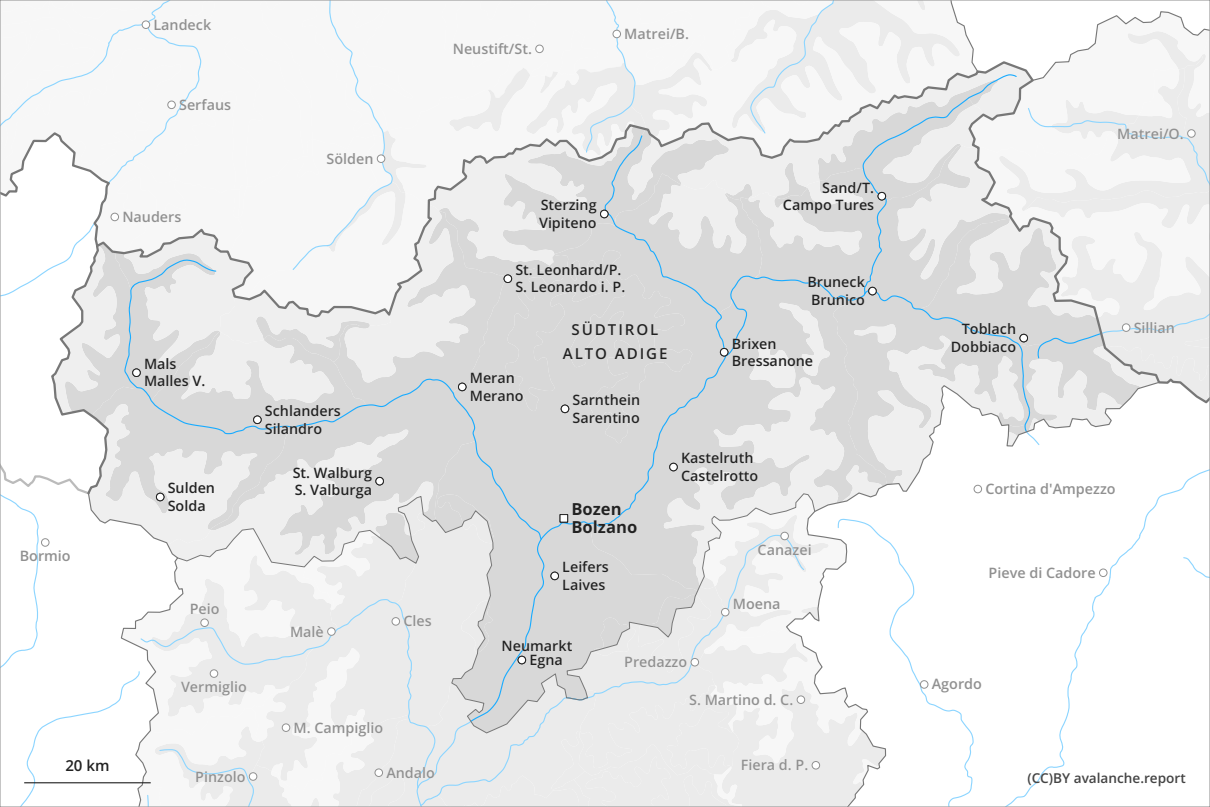 Landeck
Matrei/B.
Neustift/St.
Serfaus
Matrei/O.
Sölden
Sand/T.
Campo Tures
Nauders
Sterzing
Vipiteno
St. Leonhard/P.
S. Leonardo i. P.
Bruneck
Brunico
SÜDTIROL
ALTO ADIGE
Toblach
Dobbiaco
Sillian
Brixen
Bressanone
Mals
Malles V.
Meran
Merano
Sarnthein
Sarentino
Schlanders
Silandro
Kastelruth
Castelrotto
St. Walburg
S. Valburga
Sulden
Solda
Cortina d'Ampezzo
Bozen
Bolzano
Bormio
Canazei
Leifers
Laives
Pieve di Cadore
Peio
Moena
Malè
Cles
Neumarkt
Egna
Predazzo
Vermiglio
Agordo
S. Martino d. C.
M. Campiglio
20 km
Pinzolo
Andalo
Fiera d. P.
(CC)BY avalanche.report